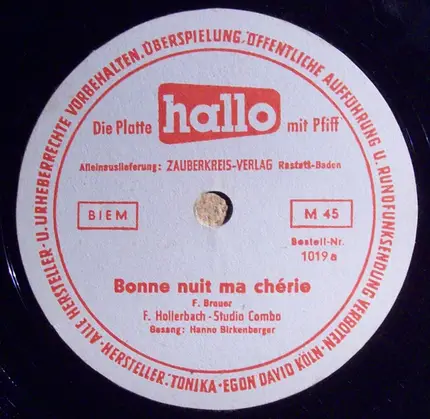 ALLE HERSTELLER- U. URHEBERRECHTE VORBEHALTEN. ÜBERSPIELUNG, ÖFFENTLICHE AUFFÜHRUNG U. RUNDFUNKSENDUNG VERBOTEN·
Die Platte hallo mit Pfiff
Alleinauslieferung: ZAUBERKREIS-VERLAG Rastatt-Baden
BIEM
M 45
Bestell-Nr.
1019 a
Bonne nuit ma chérie
F. Brauer
F. Hollerbach - Studio Combo
Gesang: Hanno Birkenberger
HERSTELLER: TONIKA · EGON DAVID KÖLN·